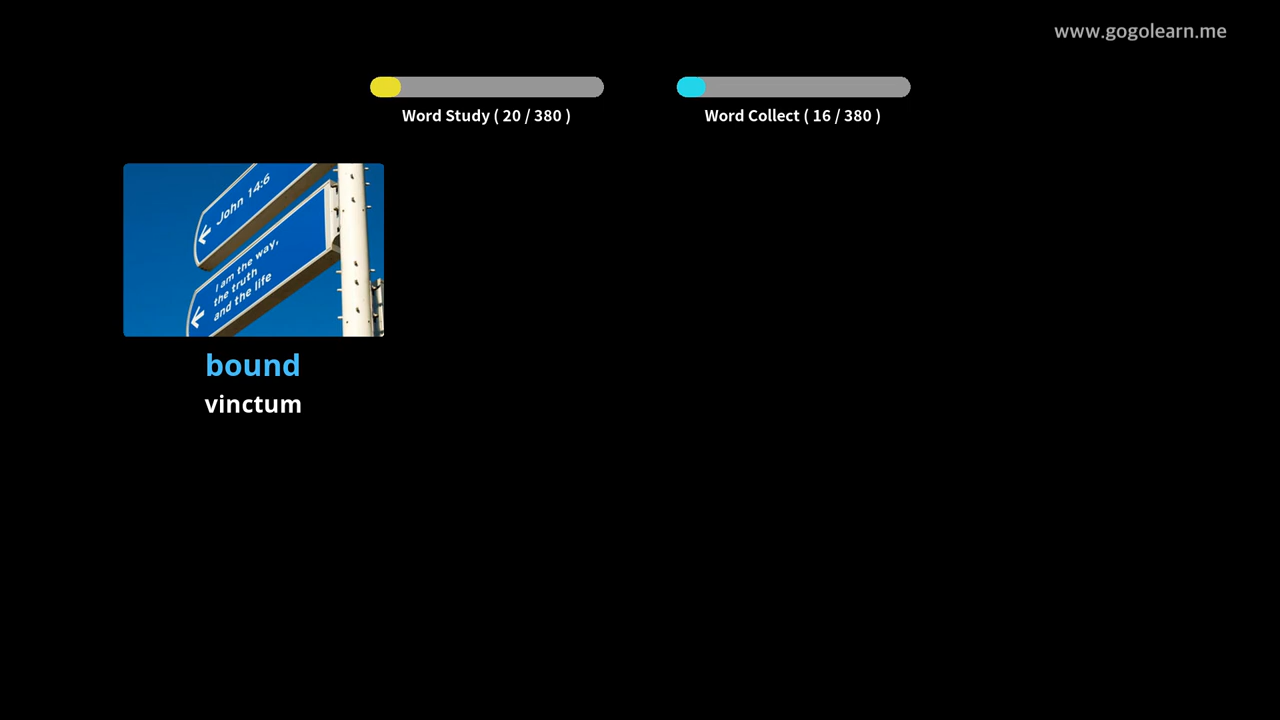 www.gogolearn.me
Word Study ( 20 / 380 )
Word Collect ( 16 / 380 )
John 14:6
I am the way,
the truth
and the life
bound
vinctum